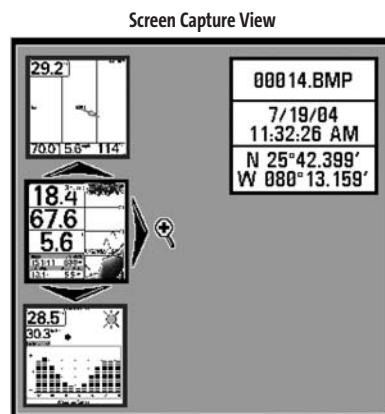 Screen Capture View
29.2
70.0 5.6 114°
18.4
67.6
5.6
28.5
30.3
00014.BMP
7/19/04
11:32:26 AM
N 25°42.399'
W 080°13.159'